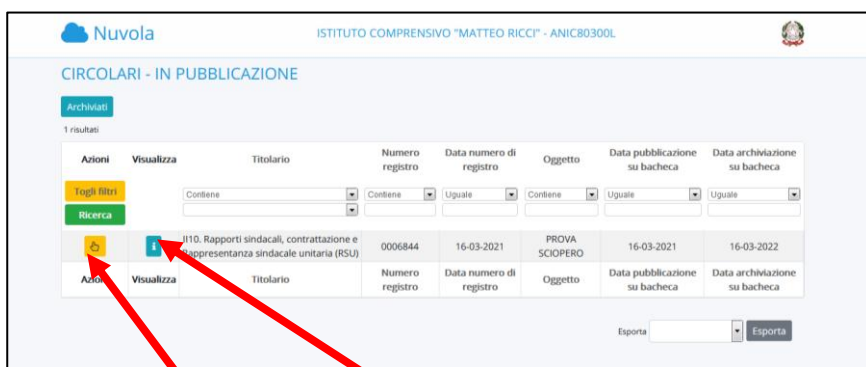 Nuvola
ISTITUTO COMPRENSIVO "MATTEO RICCI" - ANIC80300L
CIRCOLARI - IN PUBBLICAZIONE
Archiviati
1 risultati
Azioni Visualizza Titolario Numero registro Data numero di registro Oggetto Data pubblicazione su bacheca Data archiviazione su bacheca
Togli filtri Contiene Contiene Uguale Contiene Uguale Uguale
Ricerca
II10. Rapporti sindacali, contrattazione e Rappresentanza sindacale unitaria (RSU) 0006844 16-03-2021 PROVA SCIOPERO 16-03-2021 16-03-2022
Azioni Visualizza Titolario Numero registro Data numero di registro Oggetto Data pubblicazione su bacheca Data archiviazione su bacheca
Esporta Esporta